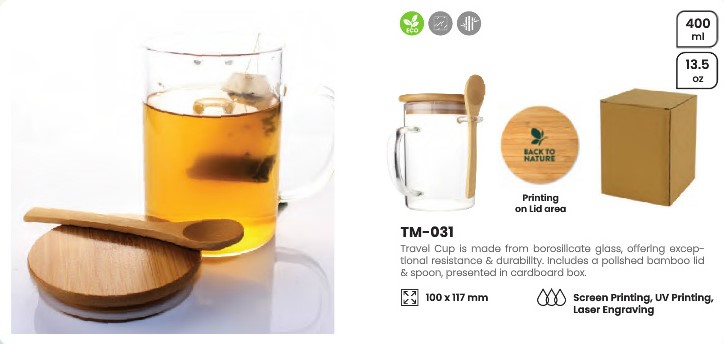 ECO
400
ml
13.5
oz
BACK TO
NATURE
Printing
on Lid area
TM-031
Travel Cup is made from borosilicate glass, offering excep-
tional resistance & durability. Includes a polished bamboo lid
& spoon, presented in cardboard box.
100 x 117 mm
Screen Printing, UV Printing,
Laser Engraving